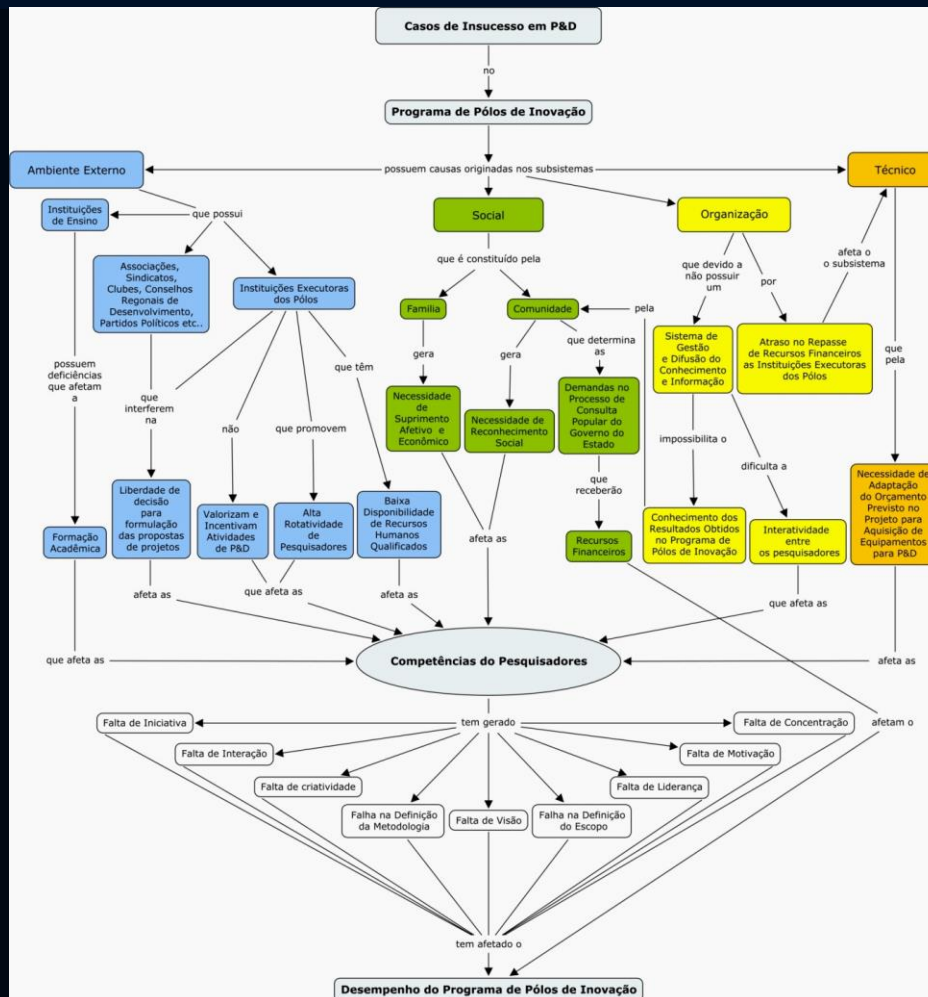 Casos de Insucesso em P&D
no
Programa de Pólos de Inovação
possuem causas originadas nos subsistemas
Ambiente Externo
Técnico
Instituições
de Ensino
que possui
Social
Organização
Associações,
Sindicatos,
Clubes, Conselhos
Regionais de
Desenvolvimento,
Partidos Políticos etc..
Instituições Executoras
dos Pólos
que é constituído pela
que devido a
não possuir
um
por
afeta o
o subsistema
Familia
Comunidade
pela
Sistema de
Gestão
e Difusão do
Conhecimento
e Informação
Atraso no Repasse
de Recursos Financeiros
as Instituições Executoras
dos Pólos
que
pela
possuem
deficiências
que afetam
a
que
interferem
na
não
que promovem
que têm
gera
gera
que determina
as
Necessidade
de
Suprimento
Afetivo e
Econômico
Necessidade
de
Reconhecimento
Social
Demandas no
Processo de
Consulta
Popular do
Governo do
Estado
impossibilita o
dificulta a
que
receberão
Formação
Acadêmica
Liberdade de
decisão
para
formulação
das propostas
de projetos
Valorizam e
Incentivam
Atividades
de P&D
Alta
Rotatividade
de
Pesquisadores
Baixa
Disponibilidade
de Recursos
Humanos
Qualificados
Recursos
Financeiros
Conhecimento dos
Resultados Obtidos
no Programa de
Pólos de Inovação
Interatividade
entre
os pesquisadores
Necessidade de
Adaptação
do Orçamento
Previsto no
Projeto para
Aquisição de
Equipamentos
para P&D
afeta as
que afeta as
afeta as
afeta as
que afeta as
que afeta as
Competências do Pesquisadores
afeta as
tem gerado
Falta de Iniciativa
Falta de Concentração
afetam o
Falta de Interação
Falta de Motivação
Falta de criatividade
Falta de Liderança
Falha na Definição
da Metodologia
Falta de Visão
Falha na Definição
do Escopo
tem afetado o
Desempenho do Programa de Pólos de Inovação